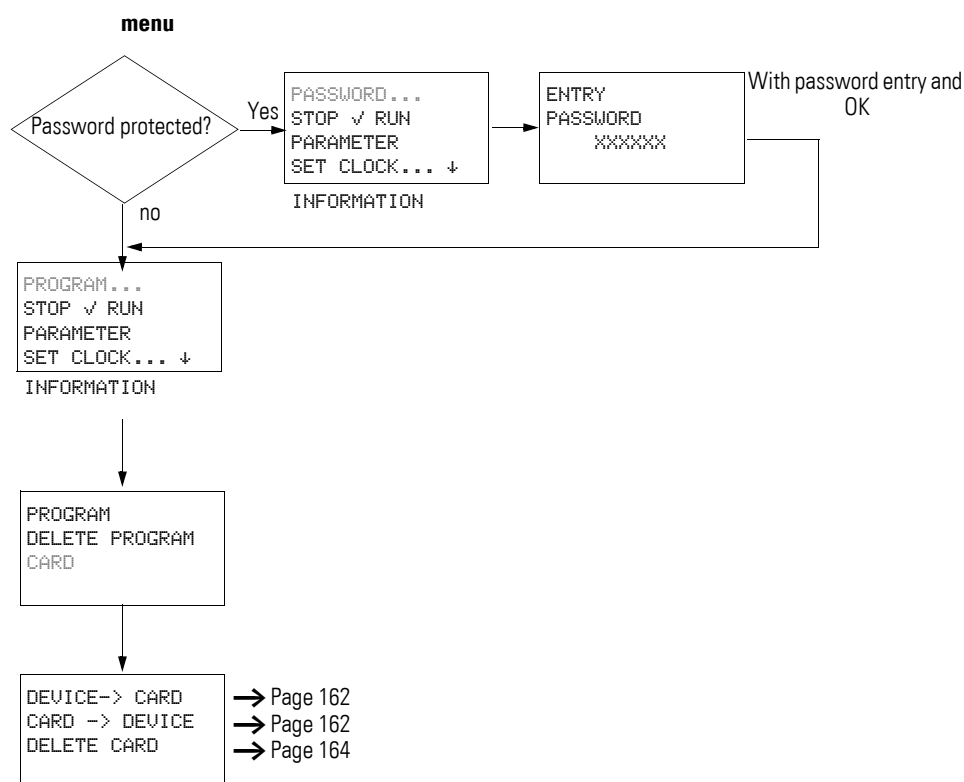 menu
Password protected?
Yes
no
PASSWORD...
STOP √ RUN
PARAMETER
SET CLOCK... ↓
INFORMATION
ENTRY
PASSWORD
XXXXXX
With password entry and
OK
PROGRAM...
STOP √ RUN
PARAMETER
SET CLOCK... ↓
INFORMATION
PROGRAM
DELETE PROGRAM
CARD
DEVICE-> CARD → Page 162
CARD -> DEVICE → Page 162
DELETE CARD → Page 164